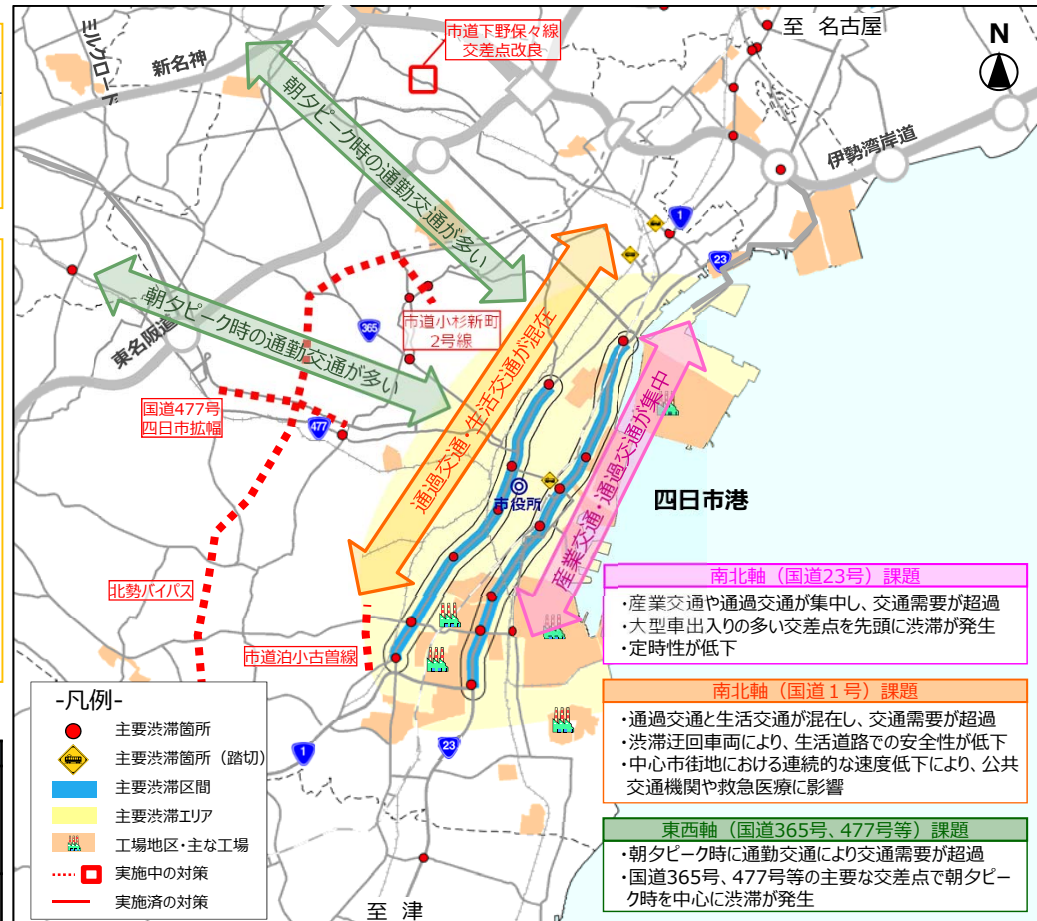 市道下野保々線
交差点改良
至 名古屋
N
ミルクロード
新名神
伊勢湾岸道
朝夕ピーク時の通勤交通が多い
1
23
朝夕ピーク時の通勤交通が多い
東名阪道
365
市道小杉新町
2号線
通過交通・生活交通が混在
産業交通・通過交通が集中
国道477号
四日市拡幅
477
市役所
四日市港
北勢バイパス
市道泊小古曽線
南北軸（国道23号）課題
・産業交通や通過交通が集中し、交通需要が超過
・大型車出入りの多い交差点を先頭に渋滞が発生
・定時性が低下
南北軸（国道１号）課題
・通過交通と生活交通が混在し、交通需要が超過
・渋滞迂回車両により、生活道路での安全性が低下
・中心市街地における連続的な速度低下により、公共
交通機関や救急医療に影響
東西軸（国道365号、477号等）課題
・朝夕ピーク時に通勤交通により交通需要が超過
・国道365号、477号等の主要な交差点で朝夕ピー
ク時を中心に渋滞が発生
-凡例-
主要渋滞箇所
主要渋滞箇所（踏切）
主要渋滞区間
主要渋滞エリア
工場地区・主な工場
実施中の対策
実施済の対策
1
23
至 津